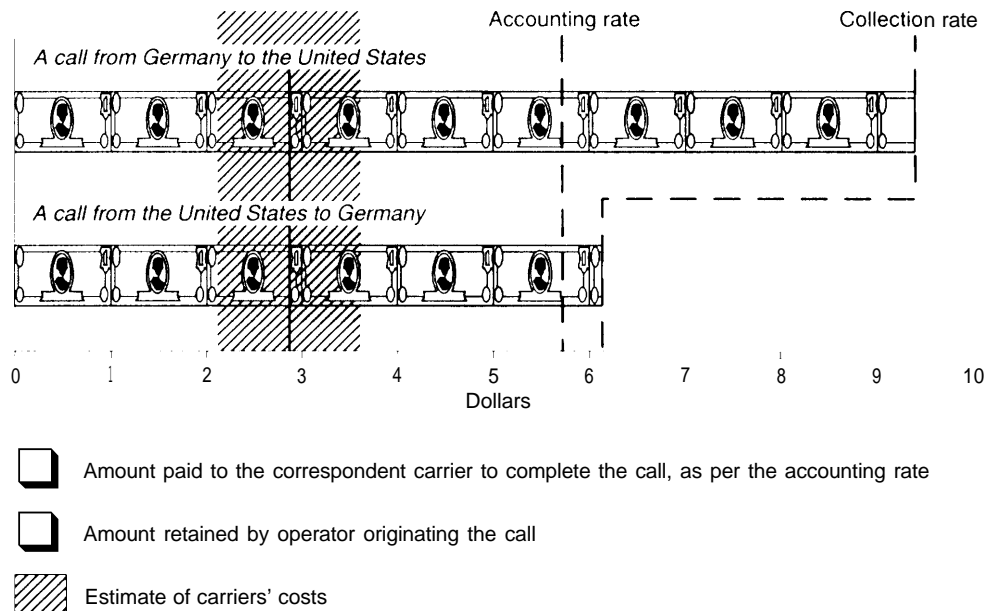 Accounting rate Collection rate
A call from Germany to the United States
A call from the United States to Germany
0 1 2 3 4 5 6 7 8 9 10
Dollars
Amount paid to the correspondent carrier to complete the call, as per the accounting rate
Amount retained by operator originating the call
Estimate of carriers' costs